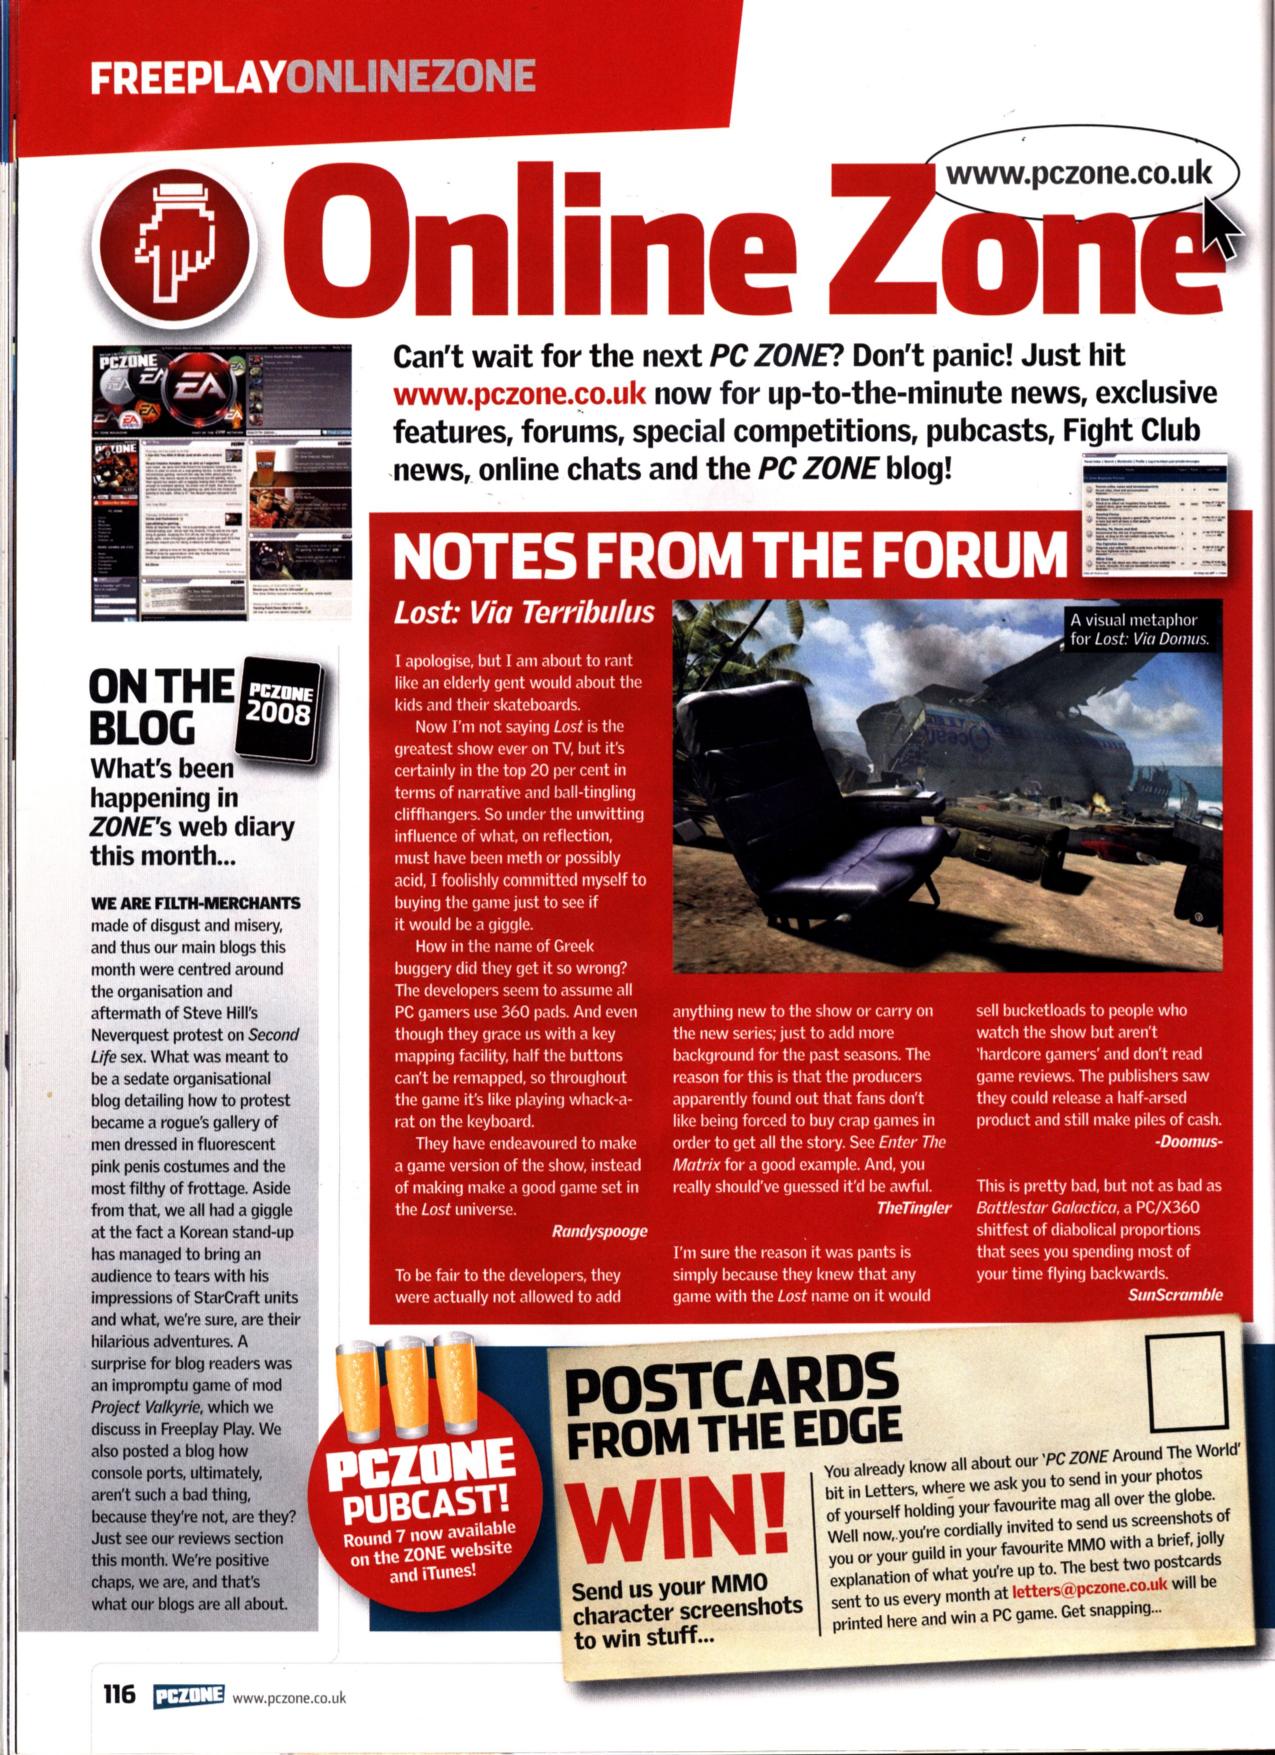 FREEPLAYONLINEZONE
www.pczone.co.uk
Online Zone
Can't wait for the next PC ZONE? Don't panic! Just hit
www.pczone.co.uk now for up-to-the-minute news, exclusive
features, forums, special competitions, pubcasts, Fight Club
news, online chats and the PC ZONE blog!
PCZONE
EA
ON THE
BLOG
PCZONE
2008
What's been
happening in
ZONE's web diary
this month...
WE ARE FILTH-MERCHANTS
made of disgust and misery,
and thus our main blogs this
month were centred around
the organisation and
aftermath of Steve Hill's
Neverquest protest on Second
Life sex. What was meant to
be a sedate organisational
blog detailing how to protest
became a rogue's gallery of
men dressed in fluorescent
pink penis costumes and the
most filthy of frottage. Aside
from that, we all had a giggle
at the fact a Korean stand-up
has managed to bring an
audience to tears with his
impressions of StarCraft units
and what, we're sure, are their
hilarious adventures. A
surprise for blog readers was
an impromptu game of mod
Project Valkyrie, which we
discuss in Freeplay Play. We
also posted a blog how
console ports, ultimately,
aren't such a bad thing,
because they're not, are they?
Just see our reviews section
this month. We're positive
chaps, we are, and that's
what our blogs are all about.
NOTES FROM THE FORUM
Lost: Via Terribulus
I apologise, but I am about to rant
like an elderly gent would about the
kids and their skateboards.
Now I'm not saying Lost is the
greatest show ever on TV, but it's
certainly in the top 20 per cent in
terms of narrative and ball-tingling
cliffhangers. So under the unwitting
influence of what, on reflection,
must have been meth or possibly
acid, I foolishly committed myself to
buying the game just to see if
it would be a giggle.
How in the name of Greek
buggery did they get it so wrong?
The developers seem to assume all
PC gamers use 360 pads. And even
though they grace us with a key
mapping facility, half the buttons
can't be remapped, so throughout
the game it's like playing whack-a-
rat on the keyboard.
They have endeavoured to make
a game version of the show, instead
of making make a good game set in
the Lost universe.
Randyspooge
To be fair to the developers, they
were actually not allowed to add
A visual metaphor
for Lost: Via Domus.
anything new to the show or carry on
the new series; just to add more
background for the past seasons. The
reason for this is that the producers
apparently found out that fans don't
like being forced to buy crap games in
order to get all the story. See Enter The
Matrix for a good example. And, you
really should've guessed it'd be awful.
TheTingler
I'm sure the reason it was pants is
simply because they knew that any
game with the Lost name on it would
sell bucketloads to people who
watch the show but aren't
'hardcore gamers' and don't read
game reviews. The publishers saw
they could release a half-arsed
product and still make piles of cash.
-Doomus-
This is pretty bad, but not as bad as
Battlestar Galactica, a PC/X360
shitfest of diabolical proportions
that sees you spending most of
your time flying backwards.
SunScramble
PCZONE
PUBCAST!
Round 7 now available
on the ZONE website
and iTunes!
POSTCARDS
FROM THE EDGE
WIN!
Send us your MMO
character screenshots
to win stuff...
You already know all about our 'PC ZONE Around The World'
bit in Letters, where we ask you to send in your photos
of yourself holding your favourite mag all over the globe.
Well now, you're cordially invited to send us screenshots of
you or your guild in your favourite MMO with a brief, jolly
explanation of what you're up to. The best two postcards
sent to us every month at letters@pczone.co.uk will be
printed here and win a PC game. Get snapping...
116 PCZONE www.pczone.co.uk